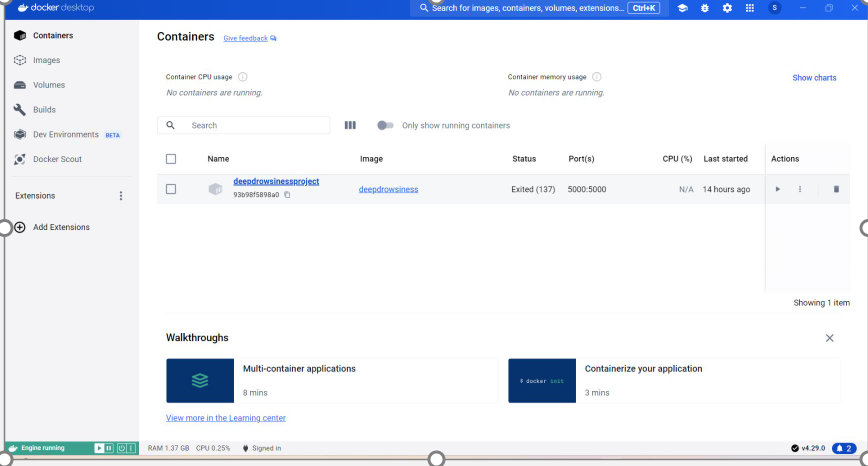 docker desktop
Search for images, containers, volumes, extensions... Ctrl+K
S
Containers
Images
Volumes
Builds
Dev Environments BETA
Docker Scout
Extensions
Add Extensions
Containers Give feedback
Container CPU usage
No containers are running.
Container memory usage
No containers are running.
Show charts
Search
Only show running containers
Name Image Status Port(s) CPU (%) Last started Actions
deepdrowsinessproject deepdrowsiness Exited (137) 5000:5000 N/A 14 hours ago
93b98f5898a0
Showing 1 item
Walkthroughs
Multi-container applications
8 mins
$ docker init
Containerize your application
3 mins
View more in the Learning center
Engine running
RAM 1.37 GB CPU 0.25% Signed in
v4.29.0
2